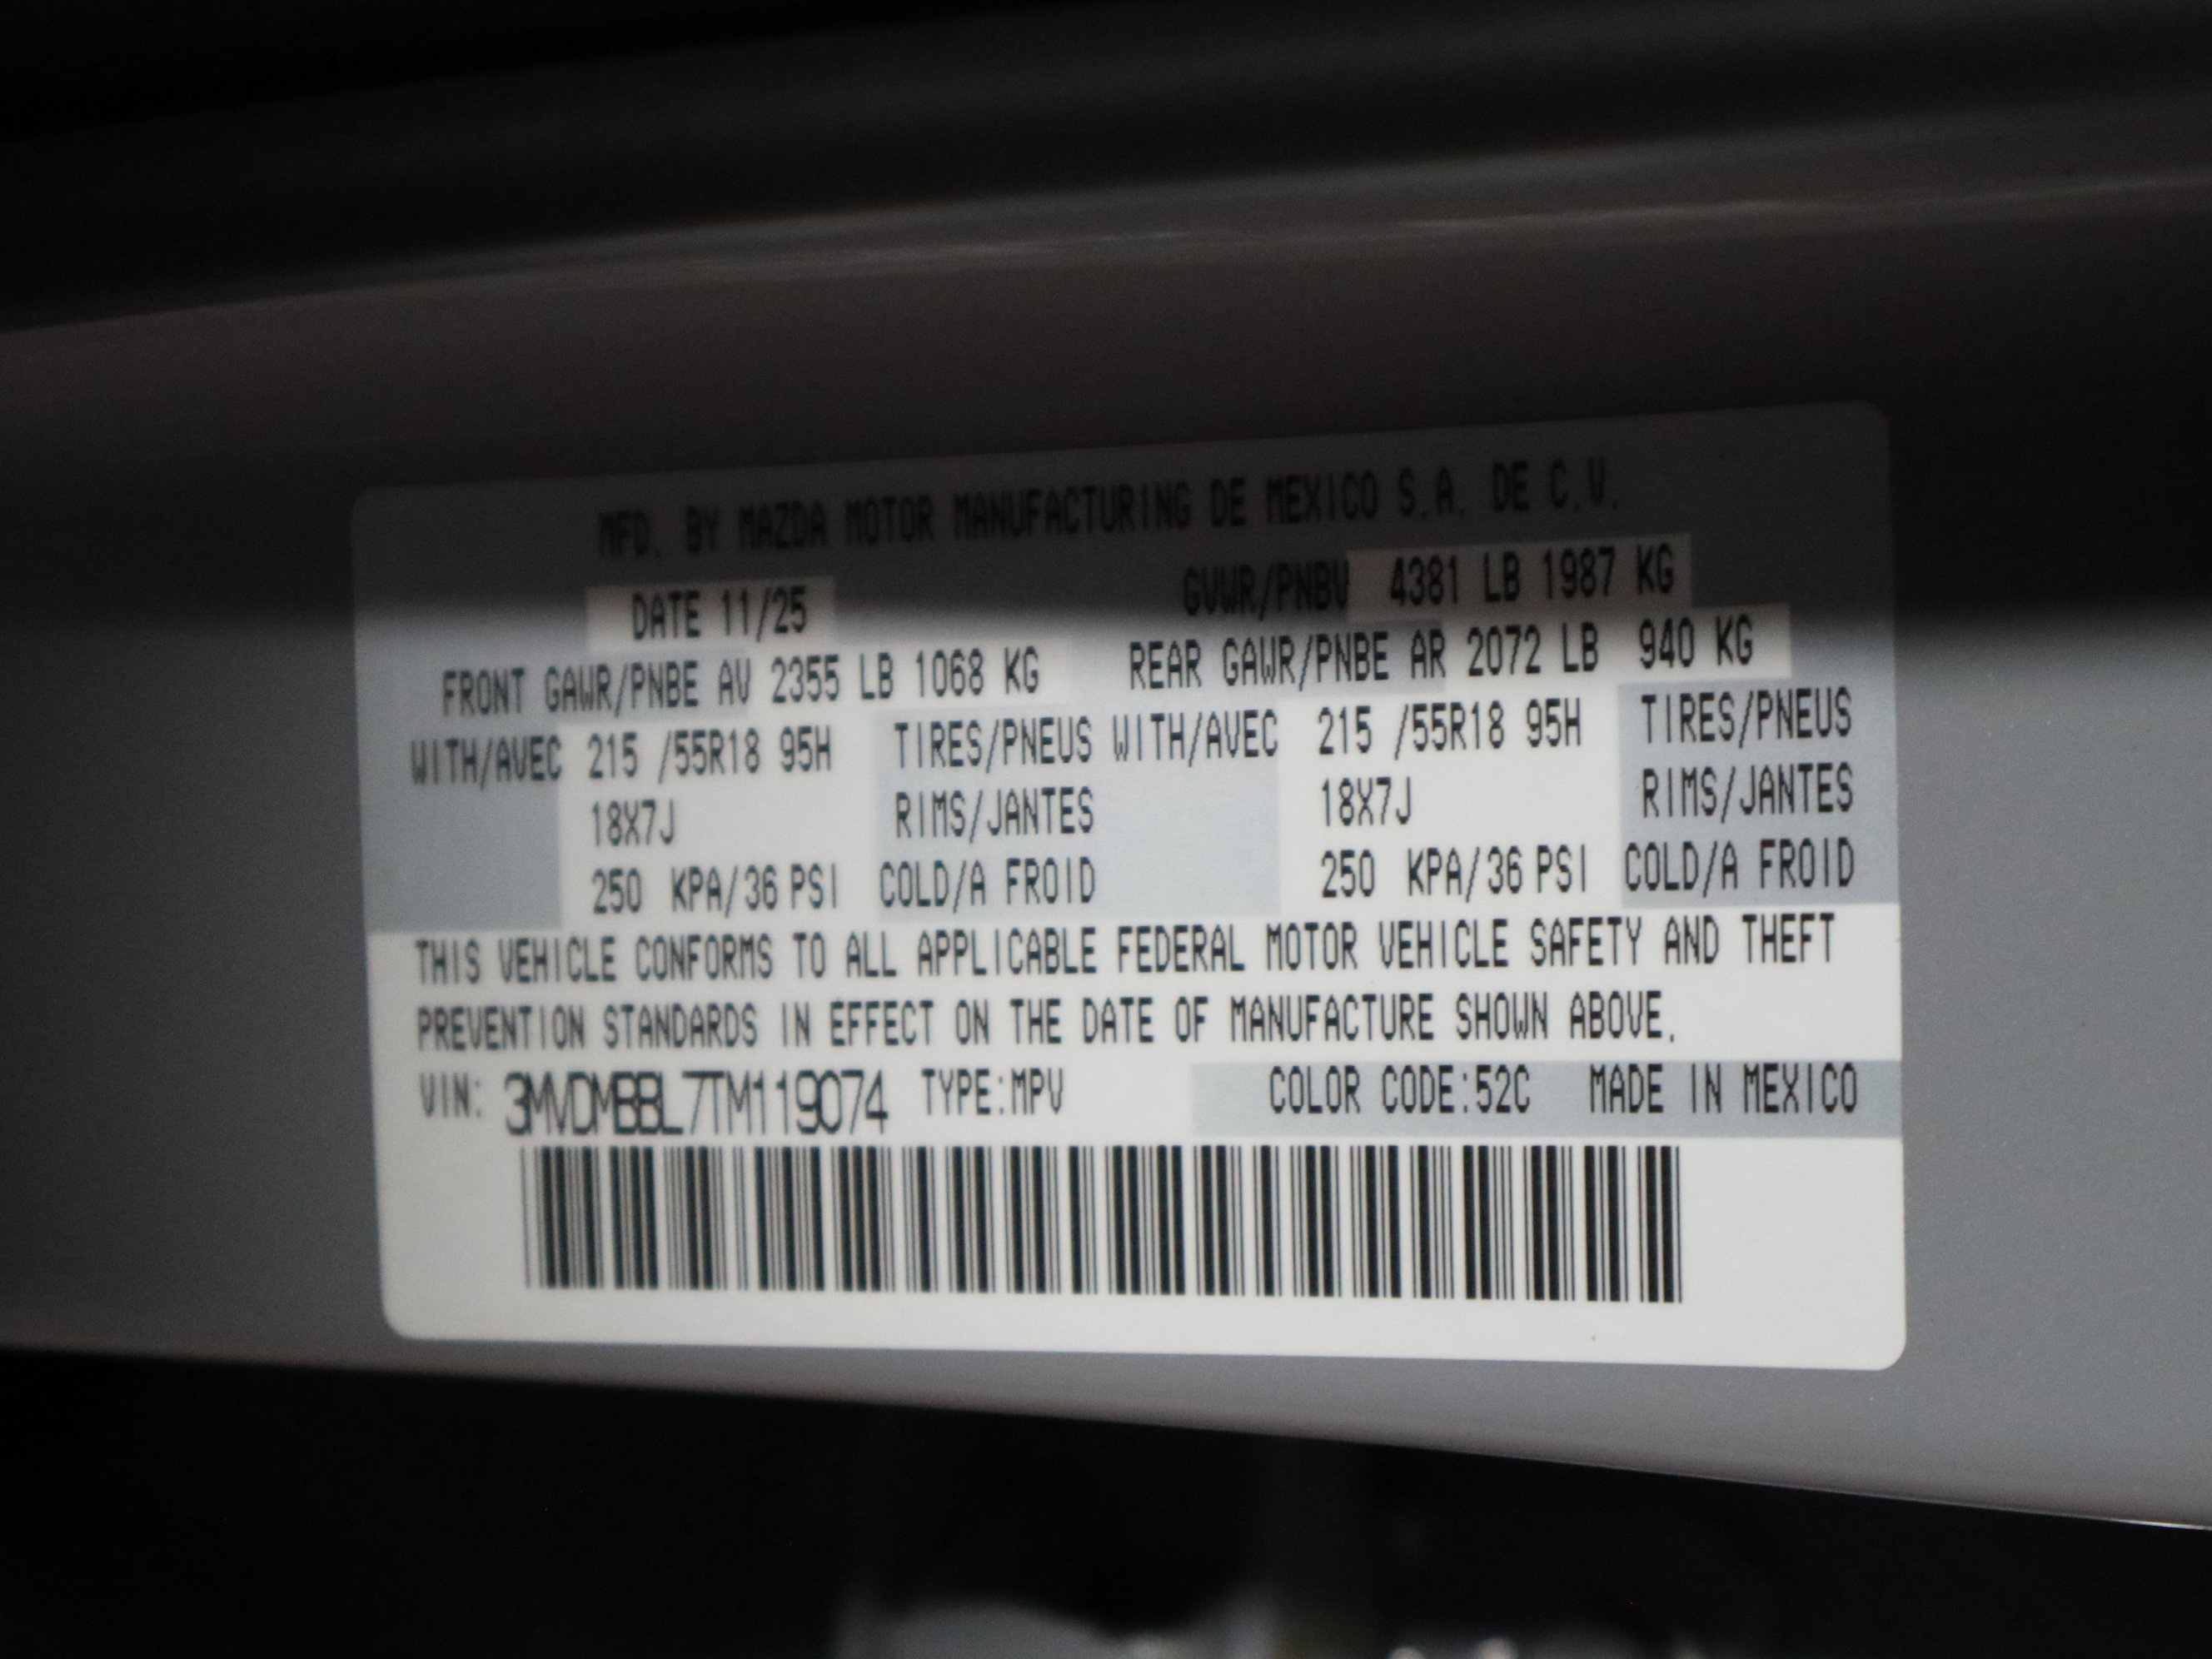 MFD. BY MAZDA MOTOR MANUFACTURING DE MEXICO S.A. DE C.V.
DATE 11/25 GVWR/PNBV 4381 LB 1987 KG
FRONT GAWR/PNBE AV 2355 LB 1068 KG REAR GAWR/PNBE AR 2072 LB 940 KG
WITH/AVEC 215 /55R18 95H TIRES/PNEUS WITH/AVEC 215 /55R18 95H TIRES/PNEUS
18X7J RIMS/JANTES 18X7J RIMS/JANTES
250 KPA/36 PSI COLD/A FROID 250 KPA/36 PSI COLD/A FROID
THIS VEHICLE CONFORMS TO ALL APPLICABLE FEDERAL MOTOR VEHICLE SAFETY AND THEFT
PREVENTION STANDARDS IN EFFECT ON THE DATE OF MANUFACTURE SHOWN ABOVE.
VIN: 3MVDMBBL7TM119074 TYPE:MPV COLOR CODE:52C MADE IN MEXICO